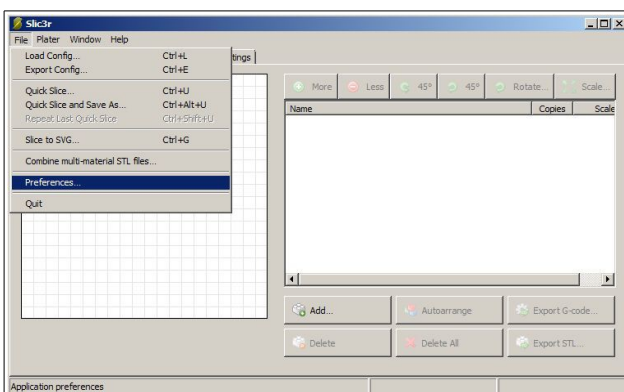 Slic3r
File Plater Window Help
Load Config... Ctrl+L
Export Config... Ctrl+E
Quick Slice... Ctrl+U
Quick Slice and Save As... Ctrl+Alt+U
Repeat Last Quick Slice Ctrl+Shift+U
Slice to SVG... Ctrl+G
Combine multi-material STL files...
Preferences...
Quit
tings
More Less 45° 45° Rotate... Scale...
Name Copies Scale
Add... Autoarrange Export G-code...
Delete Delete All Export STL...
Application preferences